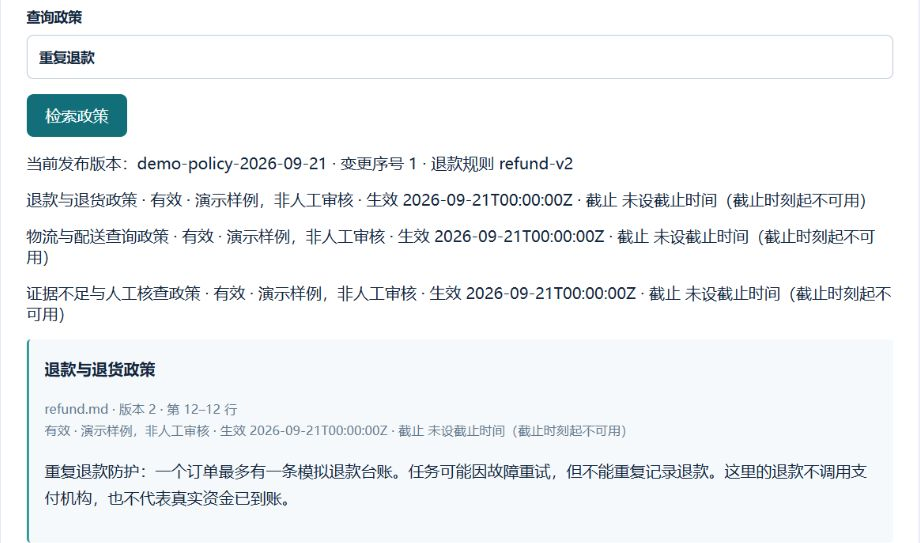 查询政策
重复退款
检索政策
当前发布版本：demo-policy-2026-09-21 · 变更序号 1 · 退款规则 refund-v2
退款与退货政策 · 有效 · 演示样例，非人工审核 · 生效 2026-09-21T00:00:00Z · 截止 未设截止时间（截止时刻起不可用）
物流与配送查询政策 · 有效 · 演示样例，非人工审核 · 生效 2026-09-21T00:00:00Z · 截止 未设截止时间（截止时刻起不可
用）
证据不足与人工核查政策 · 有效 · 演示样例，非人工审核 · 生效 2026-09-21T00:00:00Z · 截止 未设截止时间（截止时刻起不
可用）
退款与退货政策
refund.md · 版本 2 · 第 12–12 行
有效 · 演示样例，非人工审核 · 生效 2026-09-21T00:00:00Z · 截止 未设截止时间（截止时刻起不可用）
重复退款防护：一个订单最多有一条模拟退款台账。任务可能因故障重试，但不能重复记录退款。这里的退款不调用支
付机构，也不代表真实资金已到账。